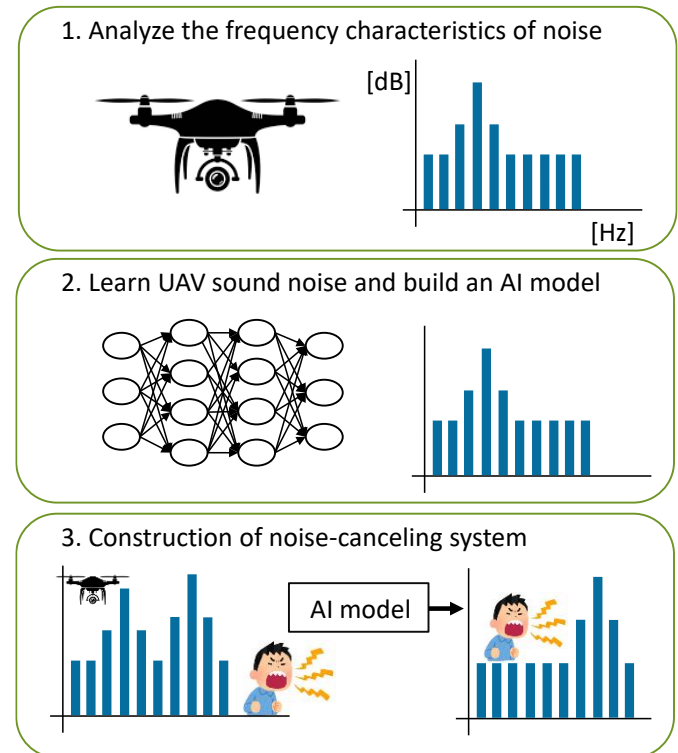 1. Analyze the frequency characteristics of noise
[dB]
[Hz]
2. Learn UAV sound noise and build an AI model
3. Construction of noise-canceling system
AI model